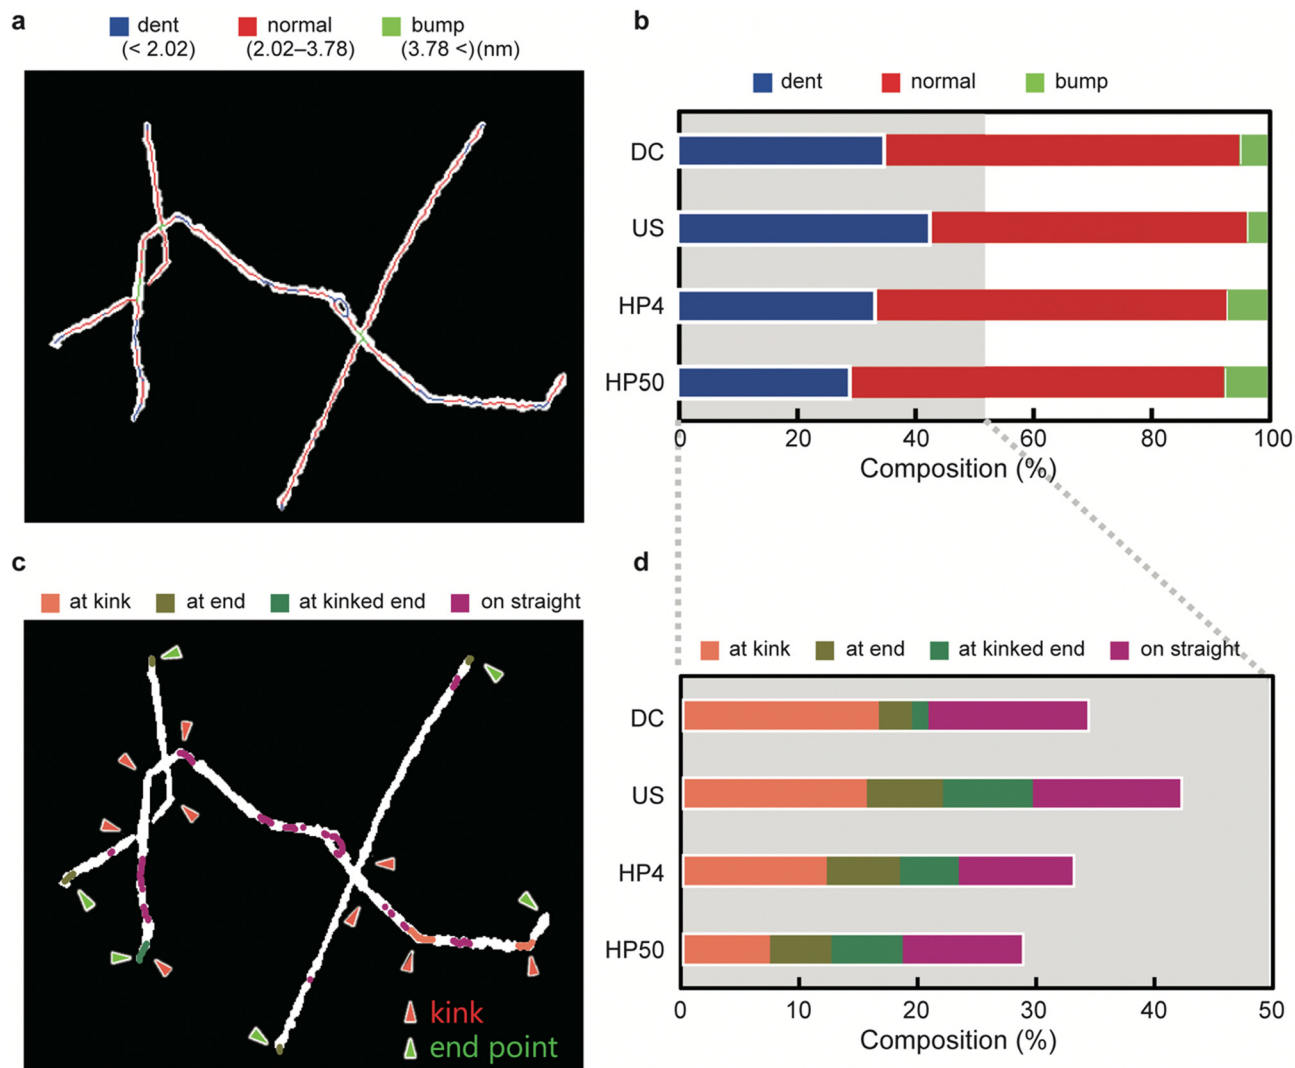 a
dent normal bump
(< 2.02) (2.02–3.78) (3.78 <)(nm)
b
dent normal bump
DC
US
HP4
HP50
0 20 40 60 80 100
Composition (%)
c
at kink at end at kinked end on straight
kink
end point
d
at kink at end at kinked end on straight
DC
US
HP4
HP50
0 10 20 30 40 50
Composition (%)